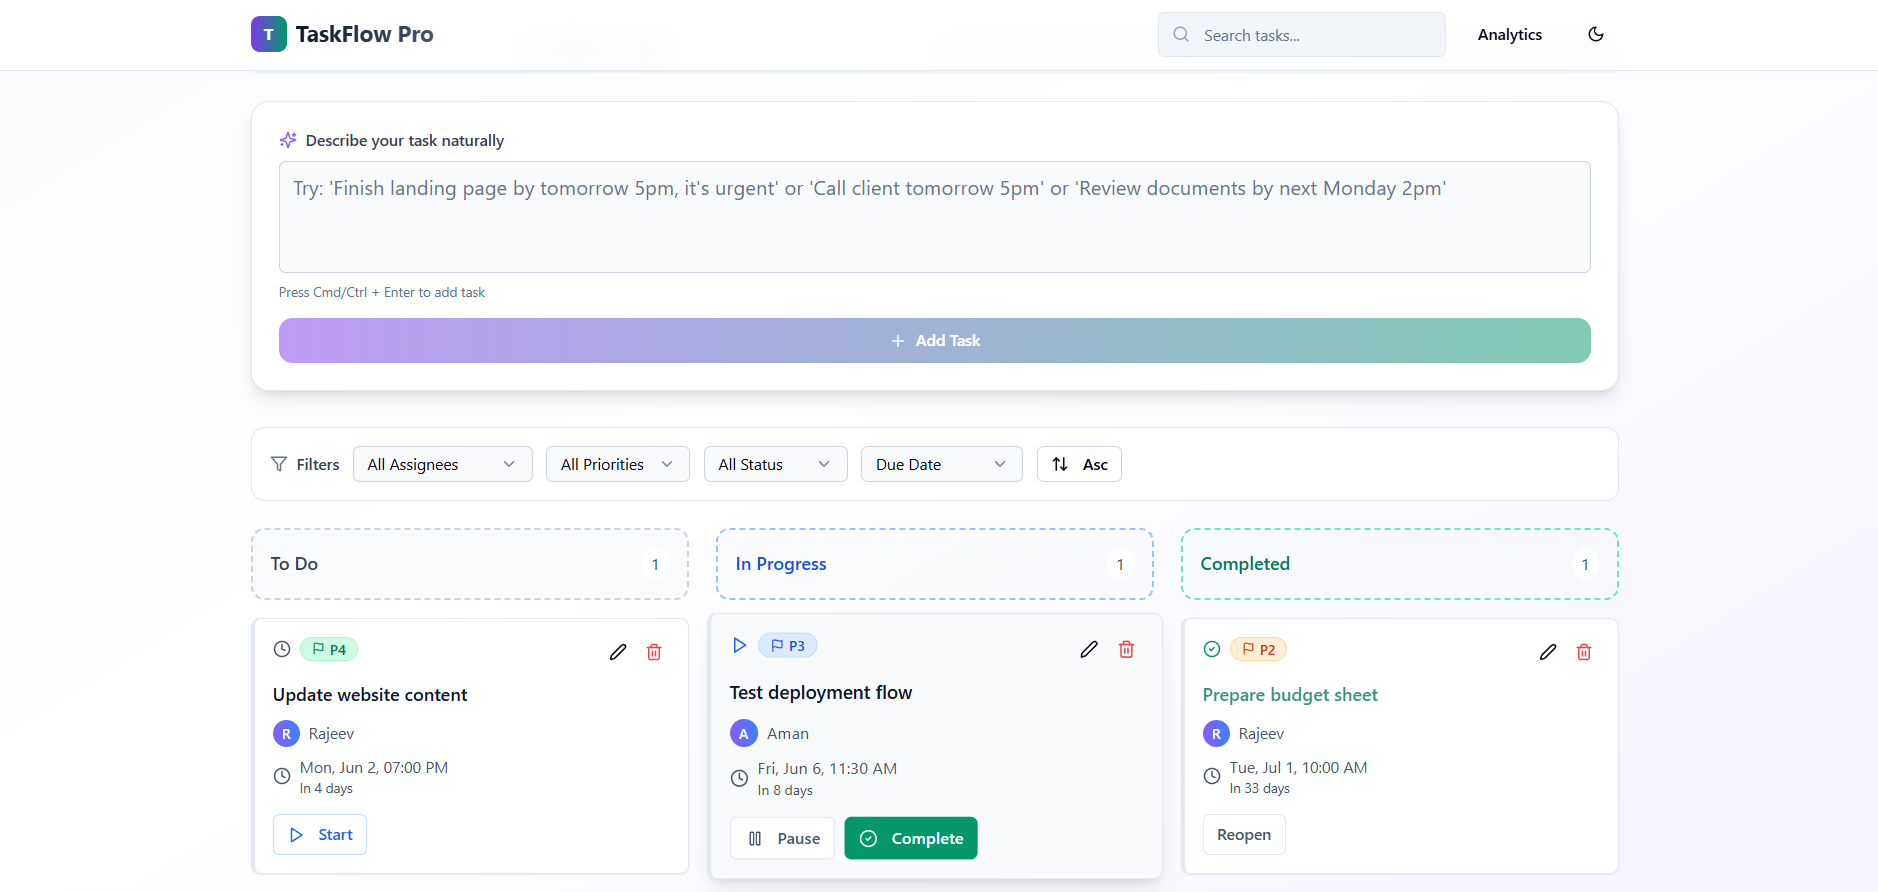 T TaskFlow Pro
Search tasks...
Analytics
Describe your task naturally
Try: 'Finish landing page by tomorrow 5pm, it's urgent' or 'Call client tomorrow 5pm' or 'Review documents by next Monday 2pm'
Press Cmd/Ctrl + Enter to add task
Add Task
Filters
All Assignees
All Priorities
All Status
Due Date
Asc
To Do 1
P4
Update website content
R Rajeev
Mon, Jun 2, 07:00 PM
In 4 days
Start
In Progress 1
P3
Test deployment flow
A Aman
Fri, Jun 6, 11:30 AM
In 8 days
Pause
Complete
Completed 1
P2
Prepare budget sheet
R Rajeev
Tue, Jul 1, 10:00 AM
In 33 days
Reopen